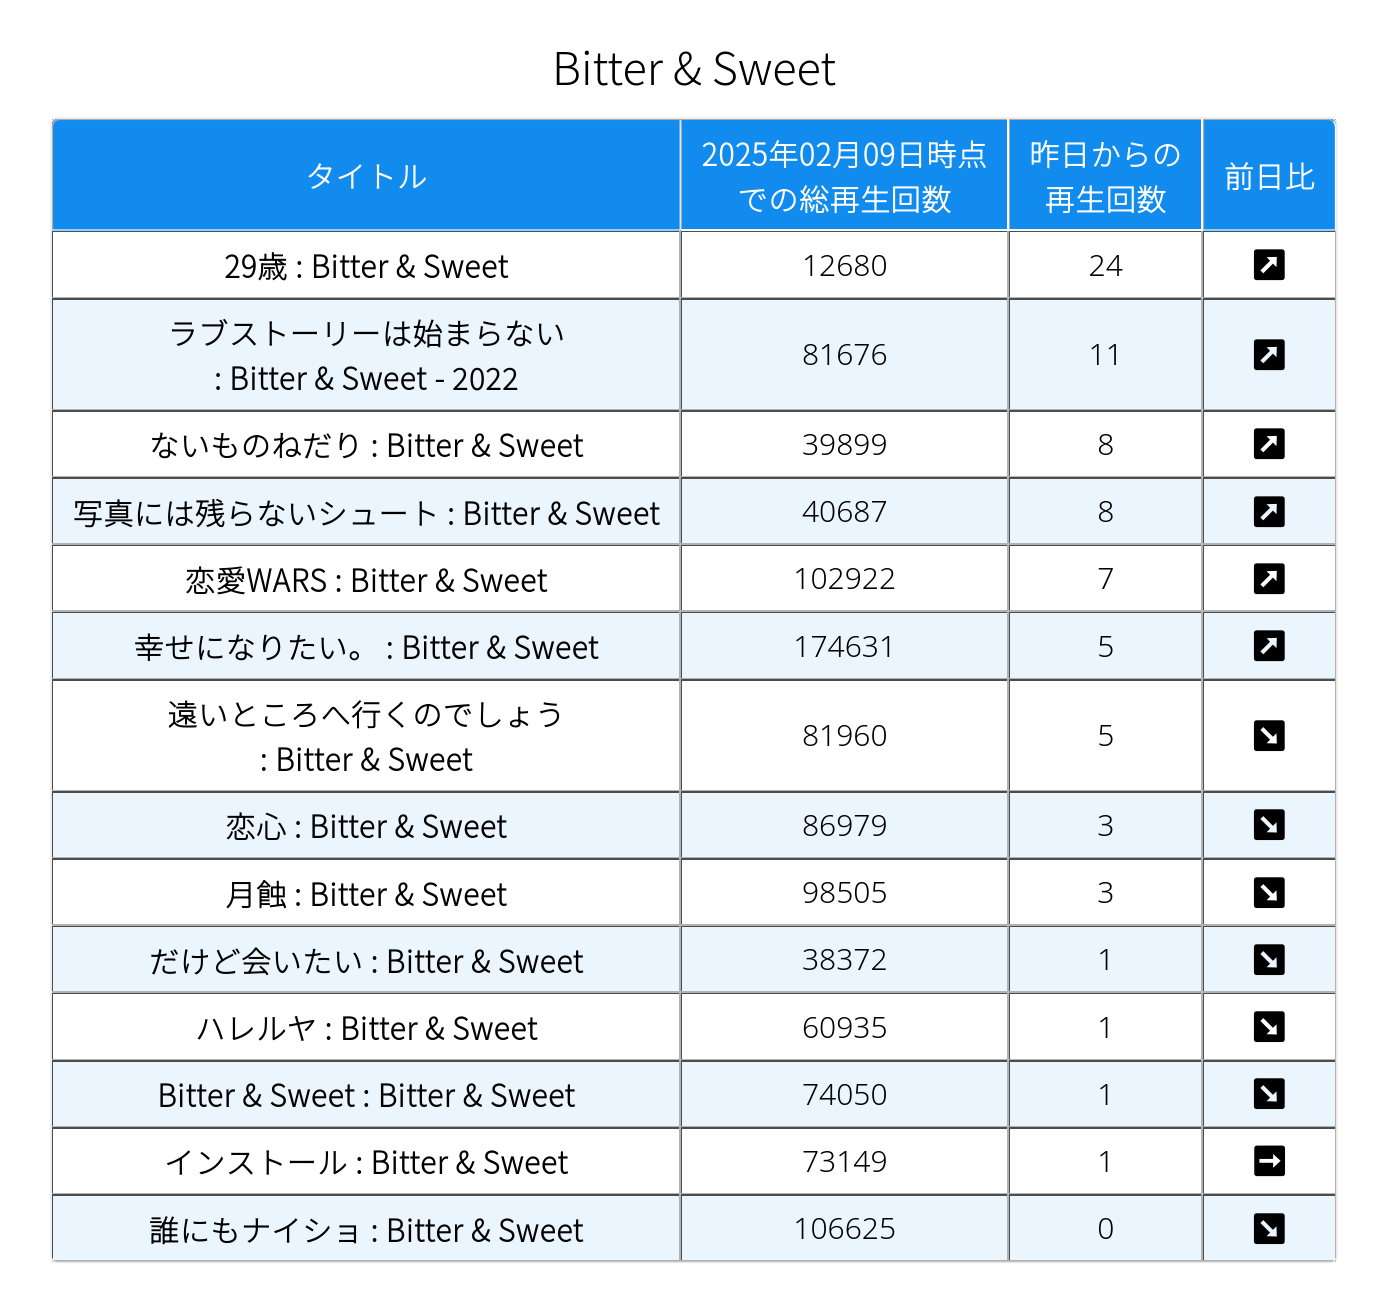 Bitter & Sweet
タイトル
2025年02月09日時点
での総再生回数
昨日からの
再生回数
前日比
29歳 : Bitter & Sweet
12680
24
↗
ラブストーリーは始まらない
: Bitter & Sweet - 2022
81676
11
↗
ないものねだり : Bitter & Sweet
39899
8
↗
写真には残らないシュート : Bitter & Sweet
40687
8
↗
恋愛WARS : Bitter & Sweet
102922
7
↗
幸せになりたい。 : Bitter & Sweet
174631
5
↗
遠いところへ行くのでしょう
: Bitter & Sweet
81960
5
↘
恋心 : Bitter & Sweet
86979
3
↘
月蝕 : Bitter & Sweet
98505
3
↘
だけど会いたい : Bitter & Sweet
38372
1
↘
ハレルヤ : Bitter & Sweet
60935
1
↘
Bitter & Sweet : Bitter & Sweet
74050
1
↘
インストール : Bitter & Sweet
73149
1
→
誰にもナイショ : Bitter & Sweet
106625
0
↘